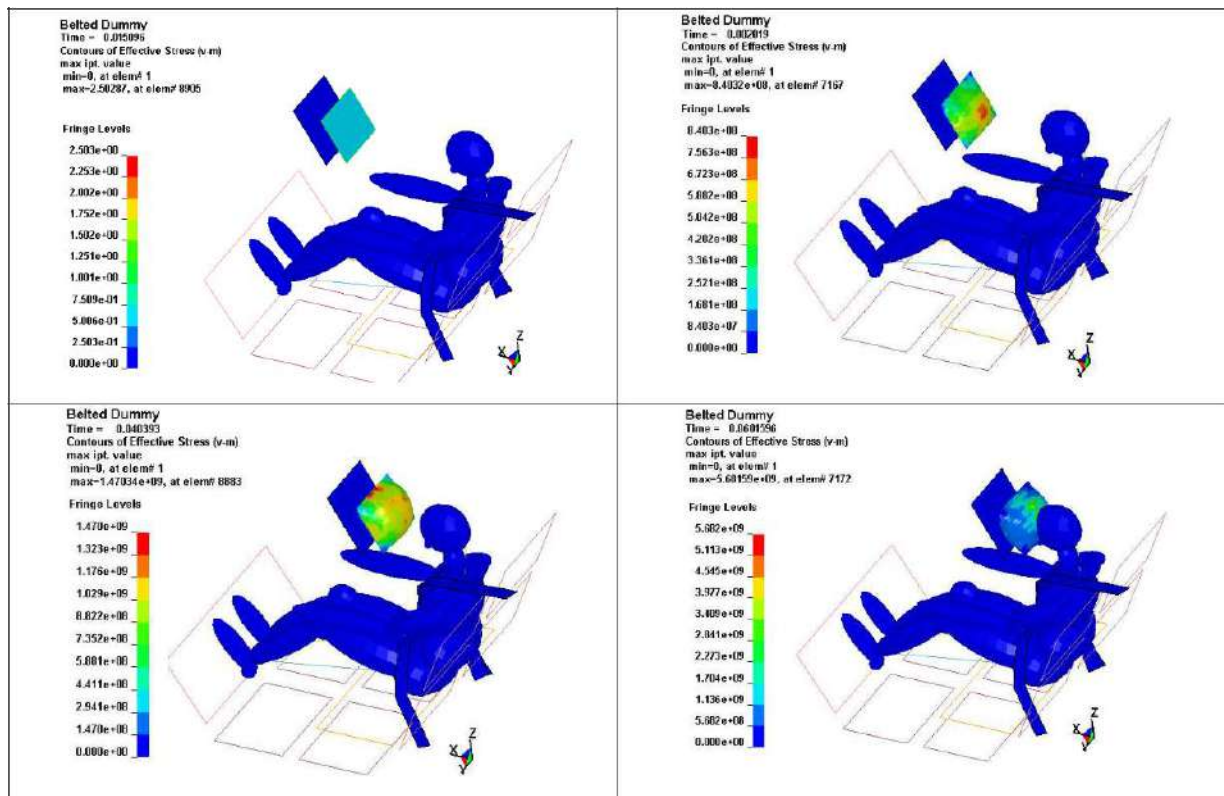 Belted Dummy
Time = 0.015096
Contours of Effective Stress (v-m)
max ipt. value
min=0, at elem# 1
max=2.50287, at elem# 8905
Fringe Levels
2.503e+00
2.253e+00
2.002e+00
1.752e+00
1.502e+00
1.251e+00
1.001e+00
7.509e-01
5.006e-01
2.503e-01
0.000e+00
Z
X
Y
Belted Dummy
Contours of Effective Stress (v-m)
max ipt. value
min=0, at elem# 1
max=8.4032e+08, at elem# 7167
Fringe Levels
8.403e+08
7.563e+08
6.723e+08
5.882e+08
5.042e+08
4.202e+08
3.361e+08
2.521e+08
1.681e+08
8.403e+07
0.000e+00
Z
X
Y
Belted Dummy
Time = 0.040393
Contours of Effective Stress (v-m)
max ipt. value
min=0, at elem# 1
max=1.47034e+09, at elem# 8883
Fringe Levels
1.470e+09
1.323e+09
1.176e+09
1.029e+09
8.822e+08
7.352e+08
5.881e+08
4.411e+08
2.941e+08
1.470e+08
0.000e+00
Z
X
Y
Belted Dummy
Time = 0.0601596
Contours of Effective Stress (v-m)
max ipt. value
min=0, at elem# 1
max=5.68159e+09, at elem# 7172
Fringe Levels
5.682e+09
5.113e+09
4.545e+09
3.977e+09
3.409e+09
2.841e+09
2.273e+09
1.704e+09
1.136e+09
5.682e+08
0.000e+00
Z
X
Y